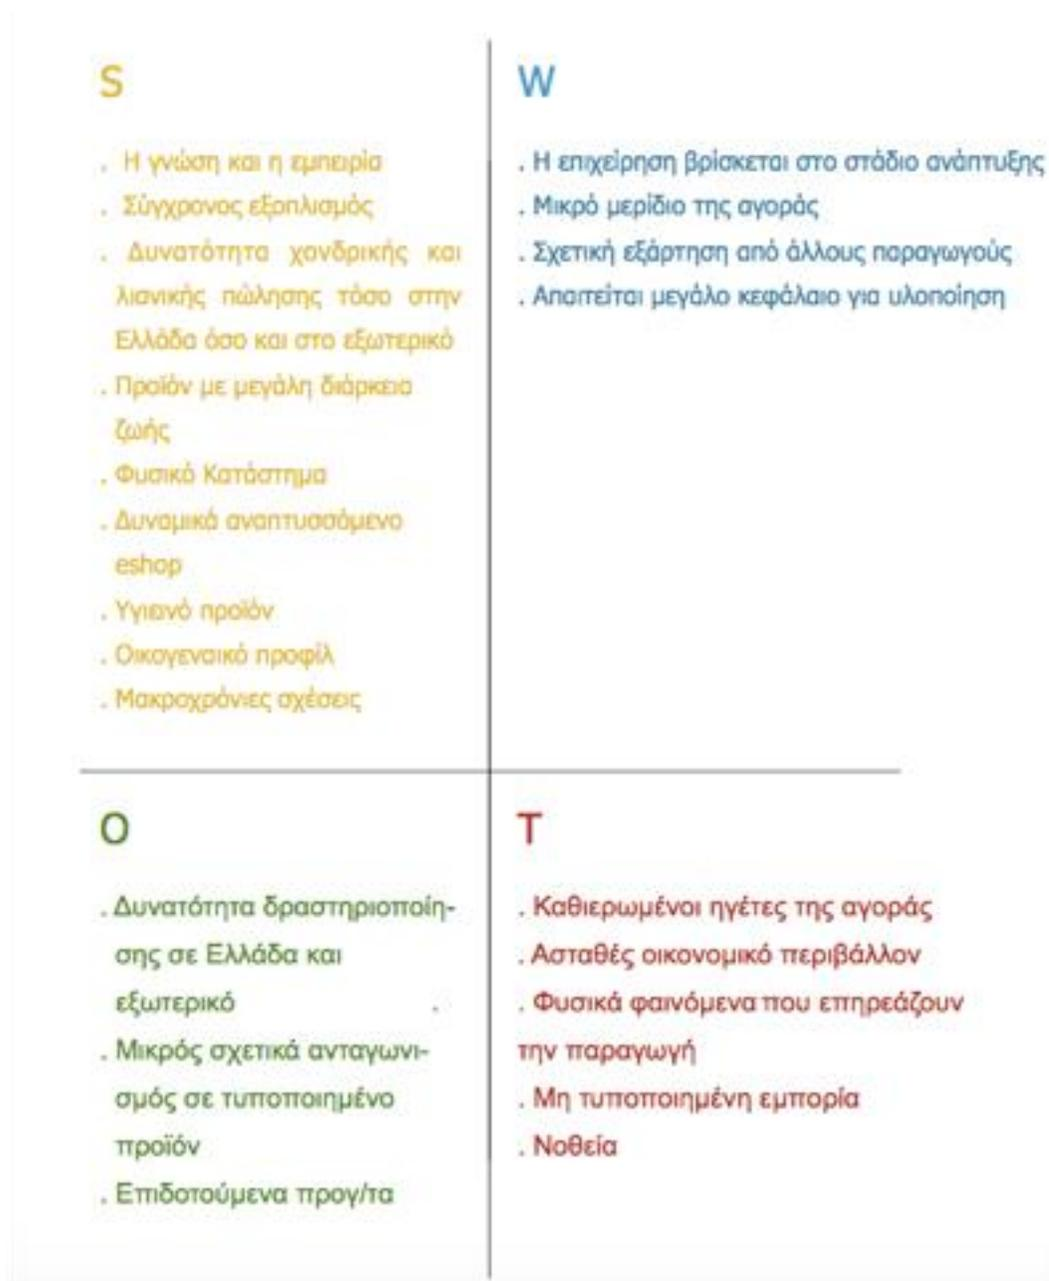 S
. Η γνώση και η εμπειρία
. Σύγχρονος εξοπλισμός
. Δυνατότητα χονδρικής και
λιανικής πώλησης τόσο στην
Ελλάδα όσο και στο εξωτερικό
. Προϊόν με μεγάλη διάρκεια
ζωής
. Φυσικό Κατάστημα
. Δυναμικά αναπτυσσόμενο
eshop
. Υγιεινό προϊόν
. Οικογενειακό προφίλ
. Μακροχρόνιες σχέσεις
W
. Η επιχείρηση βρίσκεται στο στάδιο ανάπτυξης
. Μικρό μερίδιο της αγοράς
. Σχετική εξάρτηση από άλλους παραγωγούς
. Απαιτείται μεγάλο κεφάλαιο για υλοποίηση
O
. Δυνατότητα δραστηριοποίη-
σης σε Ελλάδα και
εξωτερικό .
. Μικρός σχετικά ανταγωνι-
σμός σε τυποποιημένο
προϊόν
. Επιδοτούμενα προγ/τα
T
. Καθιερωμένοι ηγέτες της αγοράς
. Ασταθές οικονομικό περιβάλλον
. Φυσικά φαινόμενα που επηρεάζουν
την παραγωγή
. Μη τυποποιημένη εμπορία
. Νοθεία